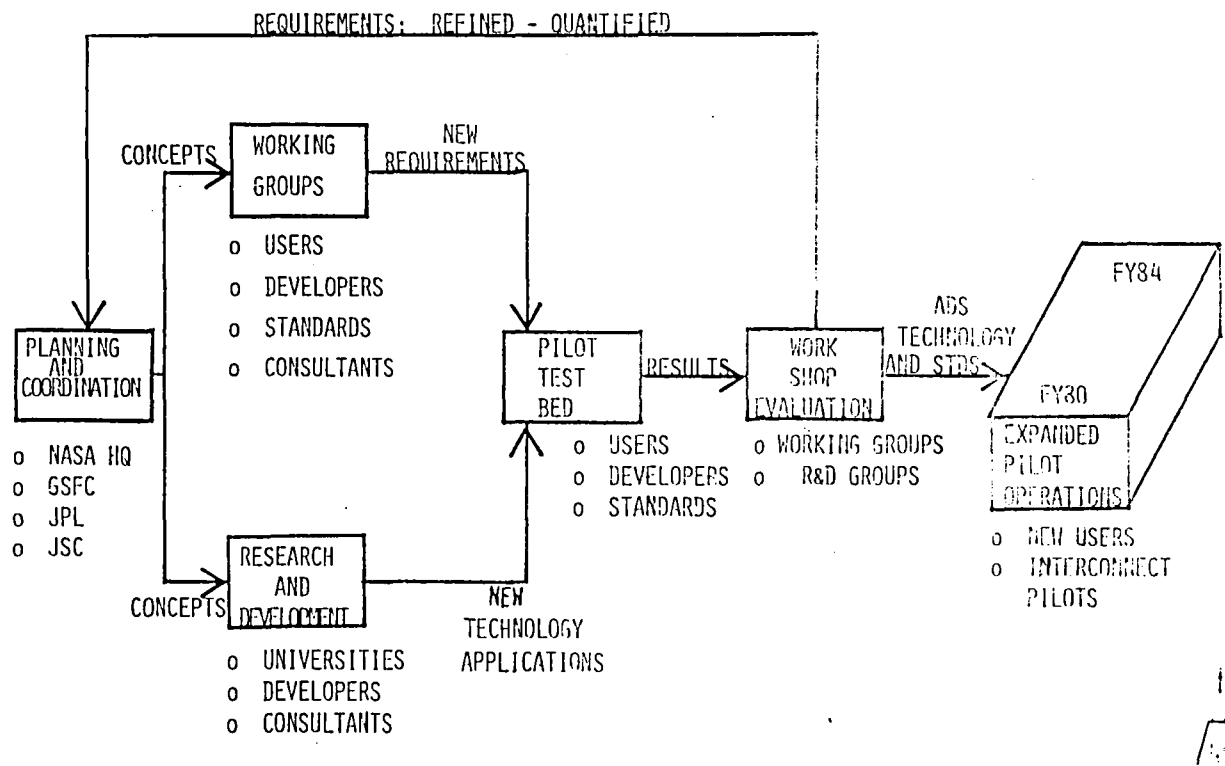 REQUIREMENTS: REFINED - QUANTIFIED
CONCEPTS
WORKING
GROUPS
NEW
REQUIREMENTS
o USERS
o DEVELOPERS
o STANDARDS
o CONSULTANTS
PLANNING
AND
COORDINATION
o NASA HQ
o GSFC
o JPL
o JSC
CONCEPTS
RESEARCH
AND
DEVELOPMENT
o UNIVERSITIES
o DEVELOPERS
o CONSULTANTS
NEW
TECHNOLOGY
APPLICATIONS
PILOT
TEST
BED
o USERS
o DEVELOPERS
o STANDARDS
RESULTS
WORK
SHOP
EVALUATION
o WORKING GROUPS
o R&D GROUPS
ADS
TECHNOLOGY
AND STDS
FY84
FY80
EXPANDED
PILOT
OPERATIONS
o NEW USERS
o INTERCONNECT
PILOTS